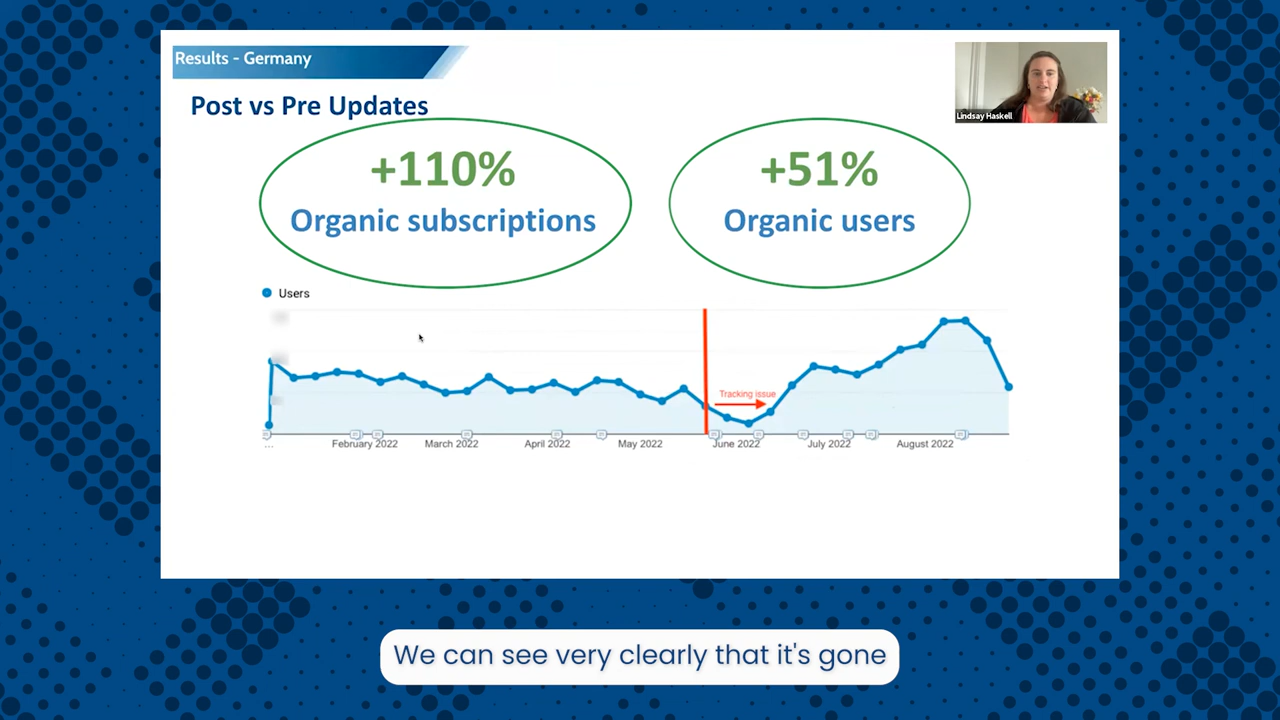 Results - Germany
Lindsay Haskell
Post vs Pre Updates
+110%
Organic subscriptions
+51%
Organic users
Users
Tracking issue
...
February 2022
March 2022
April 2022
May 2022
June 2022
July 2022
August 2022
We can see very clearly that it's gone